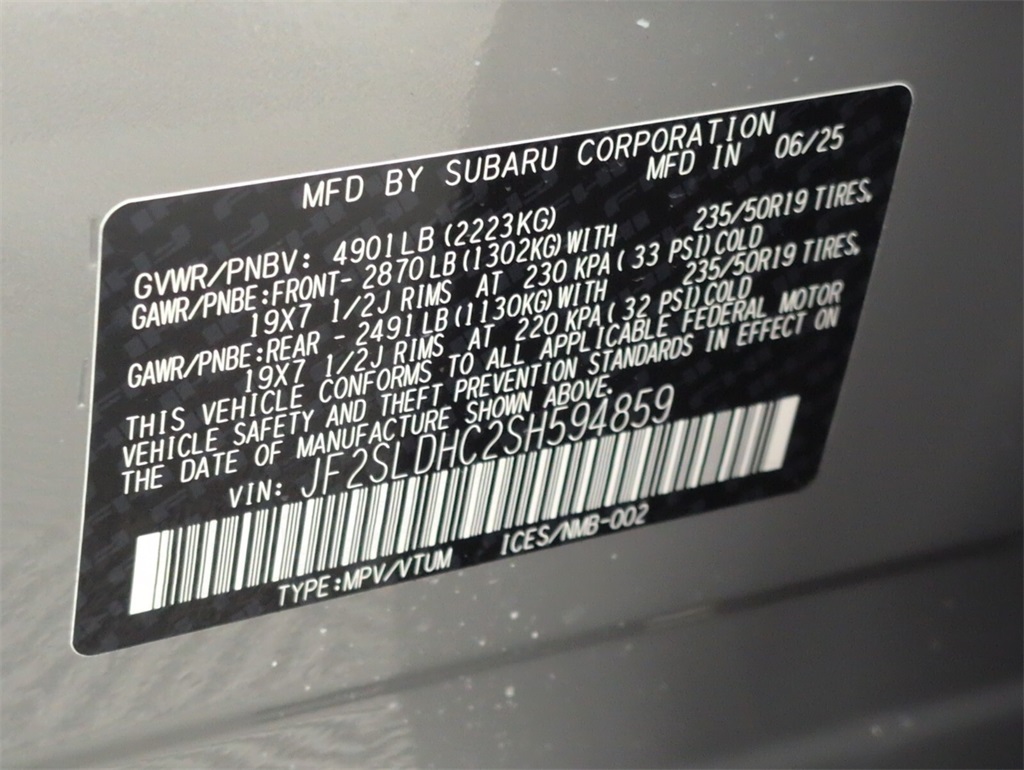 MFD BY SUBARU CORPORATION
MFD IN 06/25
GVWR/PNBV: 4901LB (2223KG)
GAWR/PNBE:FRONT- 2870LB (1302KG) WITH 235/50R19 TIRES,
19X7 1/2J RIMS AT 230 KPA ( 33 PSI) COLD
GAWR/PNBE:REAR - 2491LB (1130KG) WITH 235/50R19 TIRES,
19X7 1/2J RIMS AT 220 KPA ( 32 PSI) COLD
THIS VEHICLE CONFORMS TO ALL APPLICABLE FEDERAL MOTOR
VEHICLE SAFETY AND THEFT PREVENTION STANDARDS IN EFFECT ON
THE DATE OF MANUFACTURE SHOWN ABOVE.
VIN: JF2SLDHC2SH594859
TYPE:MPV/VTUM ICES/NMB-002